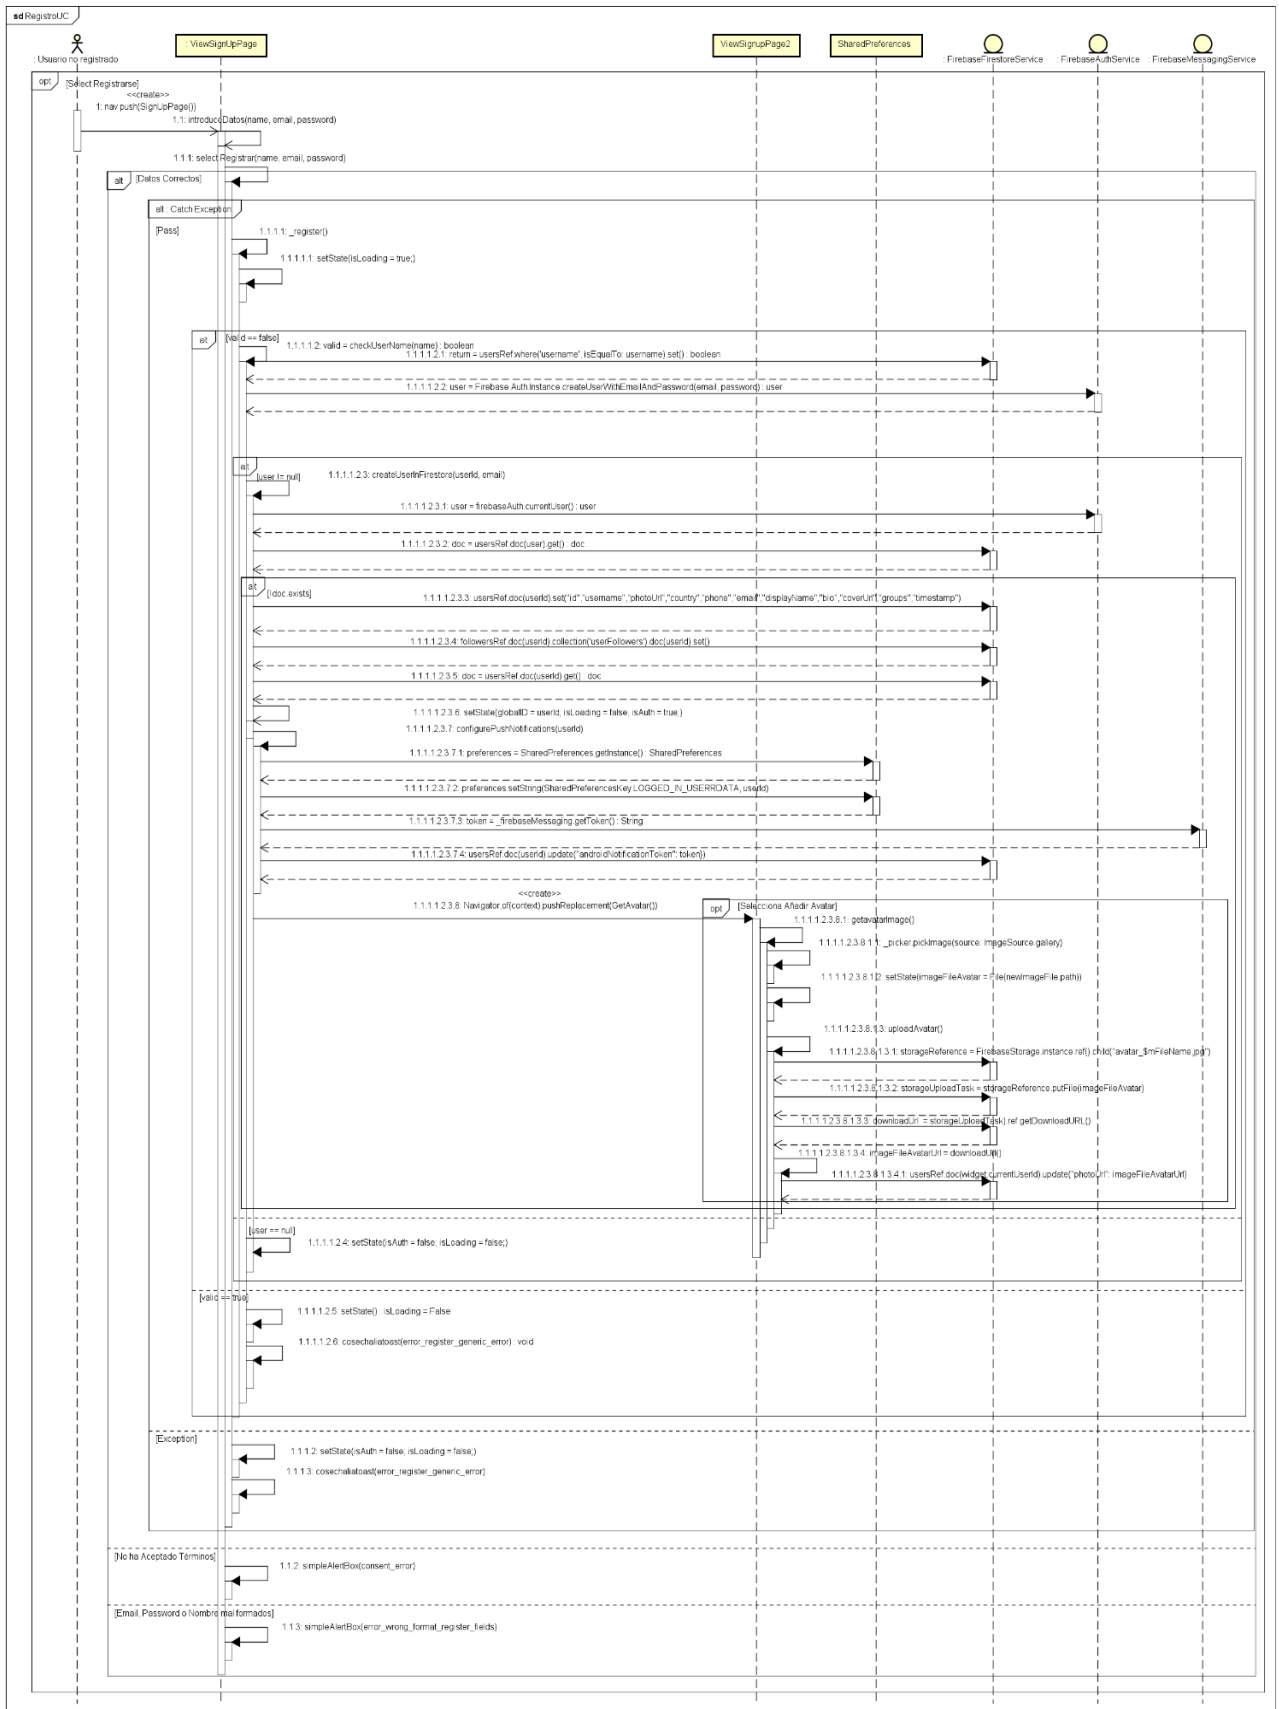 sd RegistroUC
: Usuario no registrado
: ViewSignUpPage
ViewSignupPage2
SharedPreferences
: FirebaseFirestoreService
: FirebaseAuthService
: FirebaseMessagingService
opt
[Select Registrarse]
<<create>>
1: nav.push(SignUpPage())
1.1: introduceDatos(name, email, password)
1.1.1: select Registrar(name, email, password)
alt
[Datos Correctos]
alt : Catch Exception
[Pass]
1.1.1.1: _register()
1.1.1.1.1: setState(isLoading = true;)
alt
[valid == false]
1.1.1.1.2: valid = checkUserName(name) : boolean
1.1.1.1.2.1: return = usersRef.where('username', isEqualTo: username).set() : boolean
1.1.1.1.2.2: user = Firebase.Auth.Instance.createUserWithEmailAndPassword(email, password) : user
alt
[user != null]
1.1.1.1.2.3: createUserInFirestore(userId, email)
1.1.1.1.2.3.1: user = firebaseAuth.currentUser() : user
1.1.1.1.2.3.2: doc = usersRef.doc(user).get() : doc
alt
[!doc.exists]
1.1.1.1.2.3.3: usersRef.doc(userId).set("id","username","photoUrl","country","phone","email","displayName","bio","coverUrl","groups","timestamp")
1.1.1.1.2.3.4: followersRef.doc(userId).collection('userFollowers').doc(userId).set()
1.1.1.1.2.3.5: doc = usersRef.doc(userId).get() : doc
1.1.1.1.2.3.6: setState(globalID = userId, isLoading = false, isAuth = true,)
1.1.1.1.2.3.7: configurePushNotifications(userId)
1.1.1.1.2.3.7.1: preferences = SharedPreferences.getInstance() : SharedPreferences
1.1.1.1.2.3.7.2: preferences.setString(SharedPreferencesKey.LOGGED_IN_USERRDATA, userId)
1.1.1.1.2.3.7.3: token = _firebaseMessaging.getToken() : String
1.1.1.1.2.3.7.4: usersRef.doc(userId).update("androidNotificationToken": token})
<<create>>
1.1.1.1.2.3.8: Navigator.of(context).pushReplacement(GetAvatar())
opt
[Selecciona Añadir Avatar]
1.1.1.1.2.3.8.1: getavatarImage()
1.1.1.1.2.3.8.1.1: _picker.pickImage(source: ImageSource.gallery)
1.1.1.1.2.3.8.1.2: setState(imageFileAvatar = File(newImageFile.path))
1.1.1.1.2.3.8.1.3: uploadAvatar()
1.1.1.1.2.3.8.1.3.1: storageReference = FirebaseStorage.instance.ref().child("avatar_$mFileName.jpg")
1.1.1.1.2.3.8.1.3.2: storageUploadTask = storageReference.putFile(imageFileAvatar)
1.1.1.1.2.3.8.1.3.3: downloadUrl = storageUploadTask).ref.getDownloadURL()
1.1.1.1.2.3.8.1.3.4: imageFileAvatarUrl = downloadUrl()
1.1.1.1.2.3.8.1.3.4.1: usersRef.doc(widget.currentUserId).update("photoUrl": imageFileAvatarUrl)
[user == null]
1.1.1.1.2.4: setState(isAuth = false; isLoading = false;)
[valid == true]
1.1.1.1.2.5: setState() : isLoading = False
1.1.1.1.2.6: cosechaliatoast(error_register_generic_error) : void
[Exception]
1.1.1.2: setState(isAuth = false; isLoading = false;)
1.1.1.3: cosechaliatoast(error_register_generic_error)
[No ha Aceptado Términos]
1.1.2: simpleAlertBox(consent_error)
[Email, Password o Nombre mal formados]
1.1.3: simpleAlertBox(error_wrong_format_register_fields)